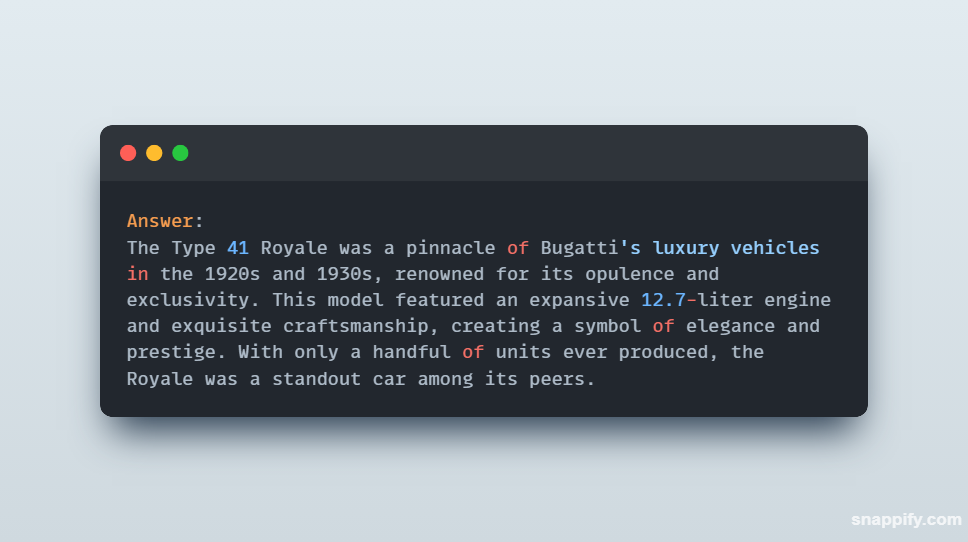 Answer:
The Type 41 Royale was a pinnacle of Bugatti's luxury vehicles
in the 1920s and 1930s, renowned for its opulence and
exclusivity. This model featured an expansive 12.7-liter engine
and exquisite craftsmanship, creating a symbol of elegance and
prestige. With only a handful of units ever produced, the
Royale was a standout car among its peers.
snappify.com